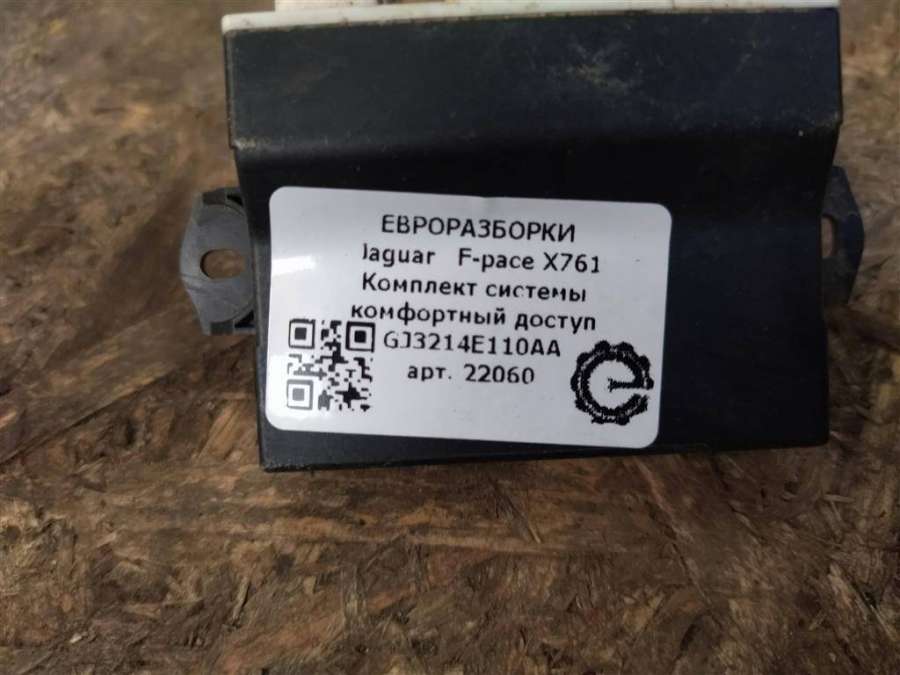 ЕВРОРАЗБОРКИ
Jaguar F-pace X761
Комплект системы
комфортный доступ
GJ3214E110AA
арт. 22060